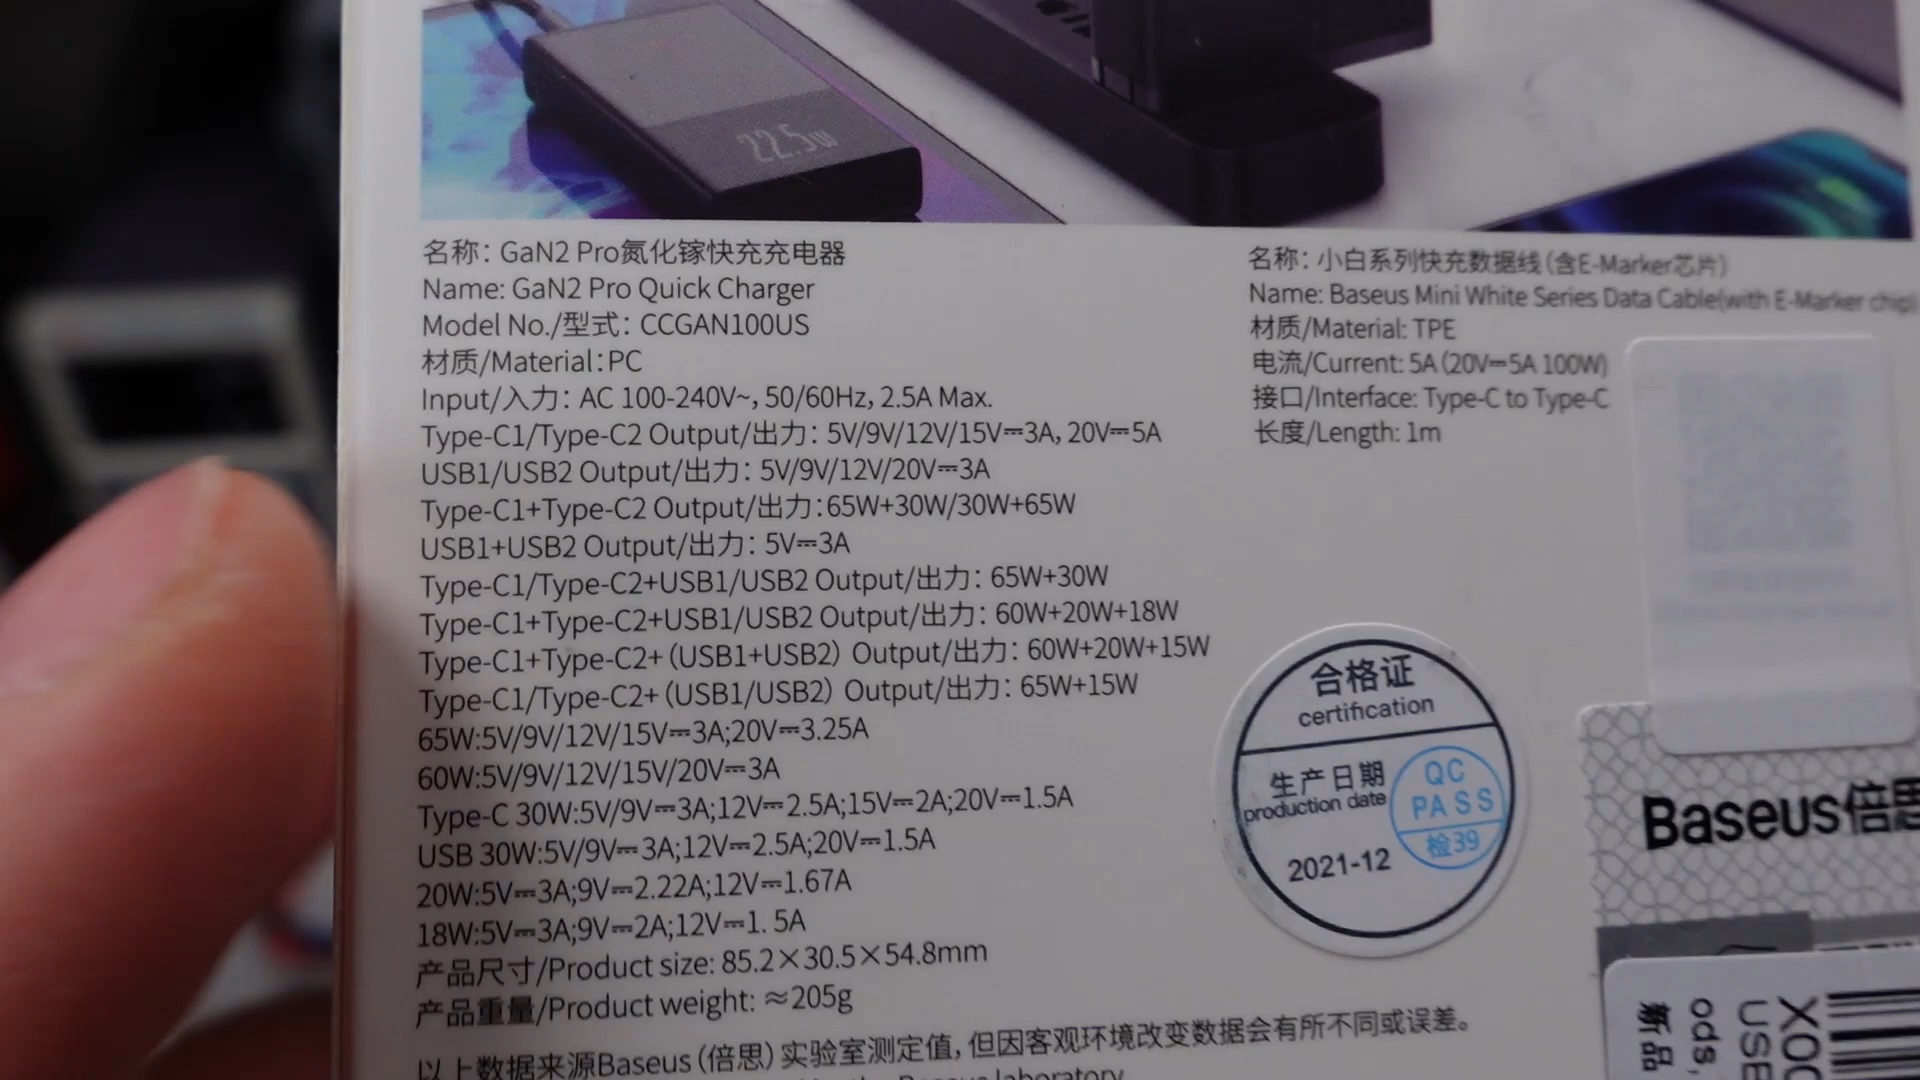 22.5w
名称：GaN2 Pro氮化镓快充充电器
Name: GaN2 Pro Quick Charger
Model No./型式：CCGAN100US
材质/Material:PC
Input/入力：AC 100-240V~, 50/60Hz, 2.5A Max.
Type-C1/Type-C2 Output/出力：5V/9V/12V/15V⎓3A, 20V⎓5A
USB1/USB2 Output/出力：5V/9V/12V/20V⎓3A
Type-C1+Type-C2 Output/出力:65W+30W/30W+65W
USB1+USB2 Output/出力：5V⎓3A
Type-C1/Type-C2+USB1/USB2 Output/出力：65W+30W
Type-C1+Type-C2+USB1/USB2 Output/出力：60W+20W+18W
Type-C1+Type-C2+(USB1+USB2) Output/出力：60W+20W+15W
Type-C1/Type-C2+(USB1/USB2) Output/出力：65W+15W
65W:5V/9V/12V/15V⎓3A;20V⎓3.25A
60W:5V/9V/12V/15V/20V⎓3A
Type-C 30W:5V/9V⎓3A;12V⎓2.5A;15V⎓2A;20V⎓1.5A
USB 30W:5V/9V⎓3A;12V⎓2.5A;20V⎓1.5A
20W:5V⎓3A;9V⎓2.22A;12V⎓1.67A
18W:5V⎓3A;9V⎓2A;12V⎓1. 5A
产品尺寸/Product size: 85.2×30.5×54.8mm
产品重量/Product weight: ≈205g
以上数据来源Baseus（倍思）实验室测定值，但因客观环境改变数据会有所不同或误差。
Baseus laboratory
名称：小白系列快充数据线（含E-Marker芯片）
Name: Baseus Mini White Series Data Cable(with E-Marker chip)
材质/Material: TPE
电流/Current: 5A（20V⎓5A 100W)
接口/Interface: Type-C to Type-C
长度/Length: 1m
合格证
certification
生产日期
production date
2021-12
QC
PASS
检39
Baseus倍思
X00
USB
ods,
新品